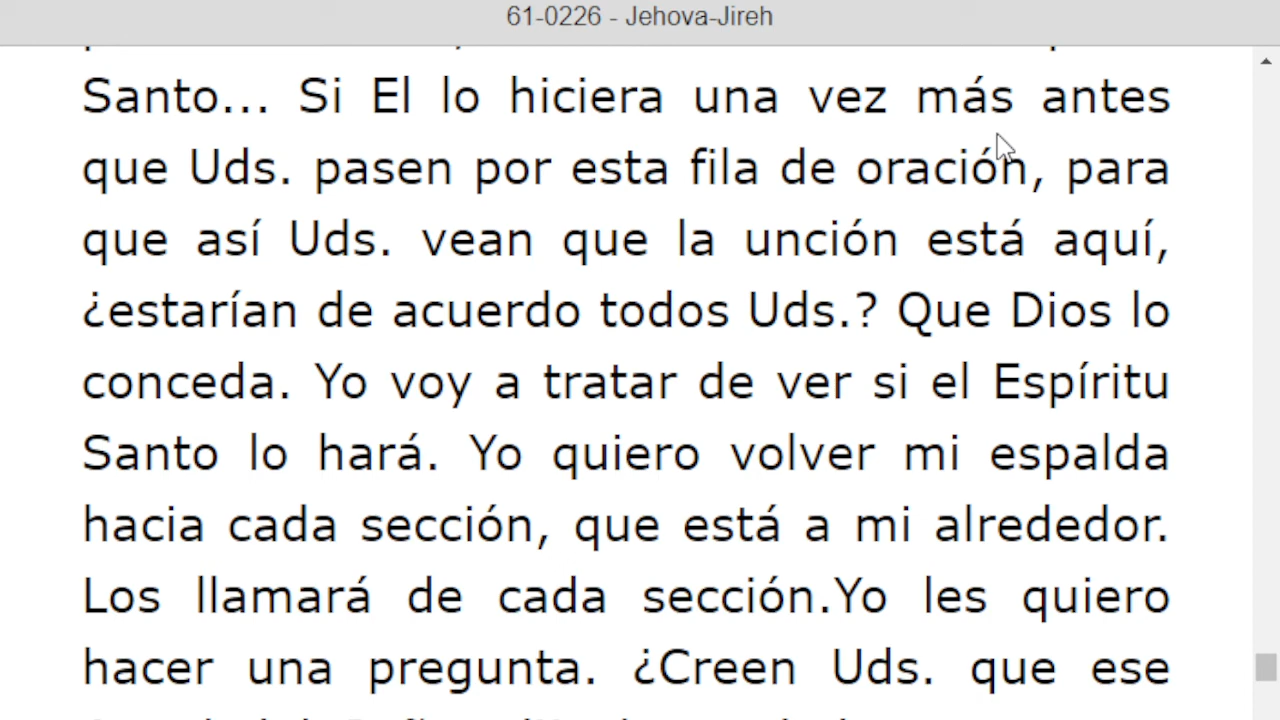 61-0226 - Jehova-Jireh
Santo... Si El lo hiciera una vez más antes
que Uds. pasen por esta fila de oración, para
que así Uds. vean que la unción está aquí,
¿estarían de acuerdo todos Uds.? Que Dios lo
conceda. Yo voy a tratar de ver si el Espíritu
Santo lo hará. Yo quiero volver mi espalda
hacia cada sección, que está a mi alrededor.
Los llamará de cada sección.Yo les quiero
hacer una pregunta. ¿Creen Uds. que ese